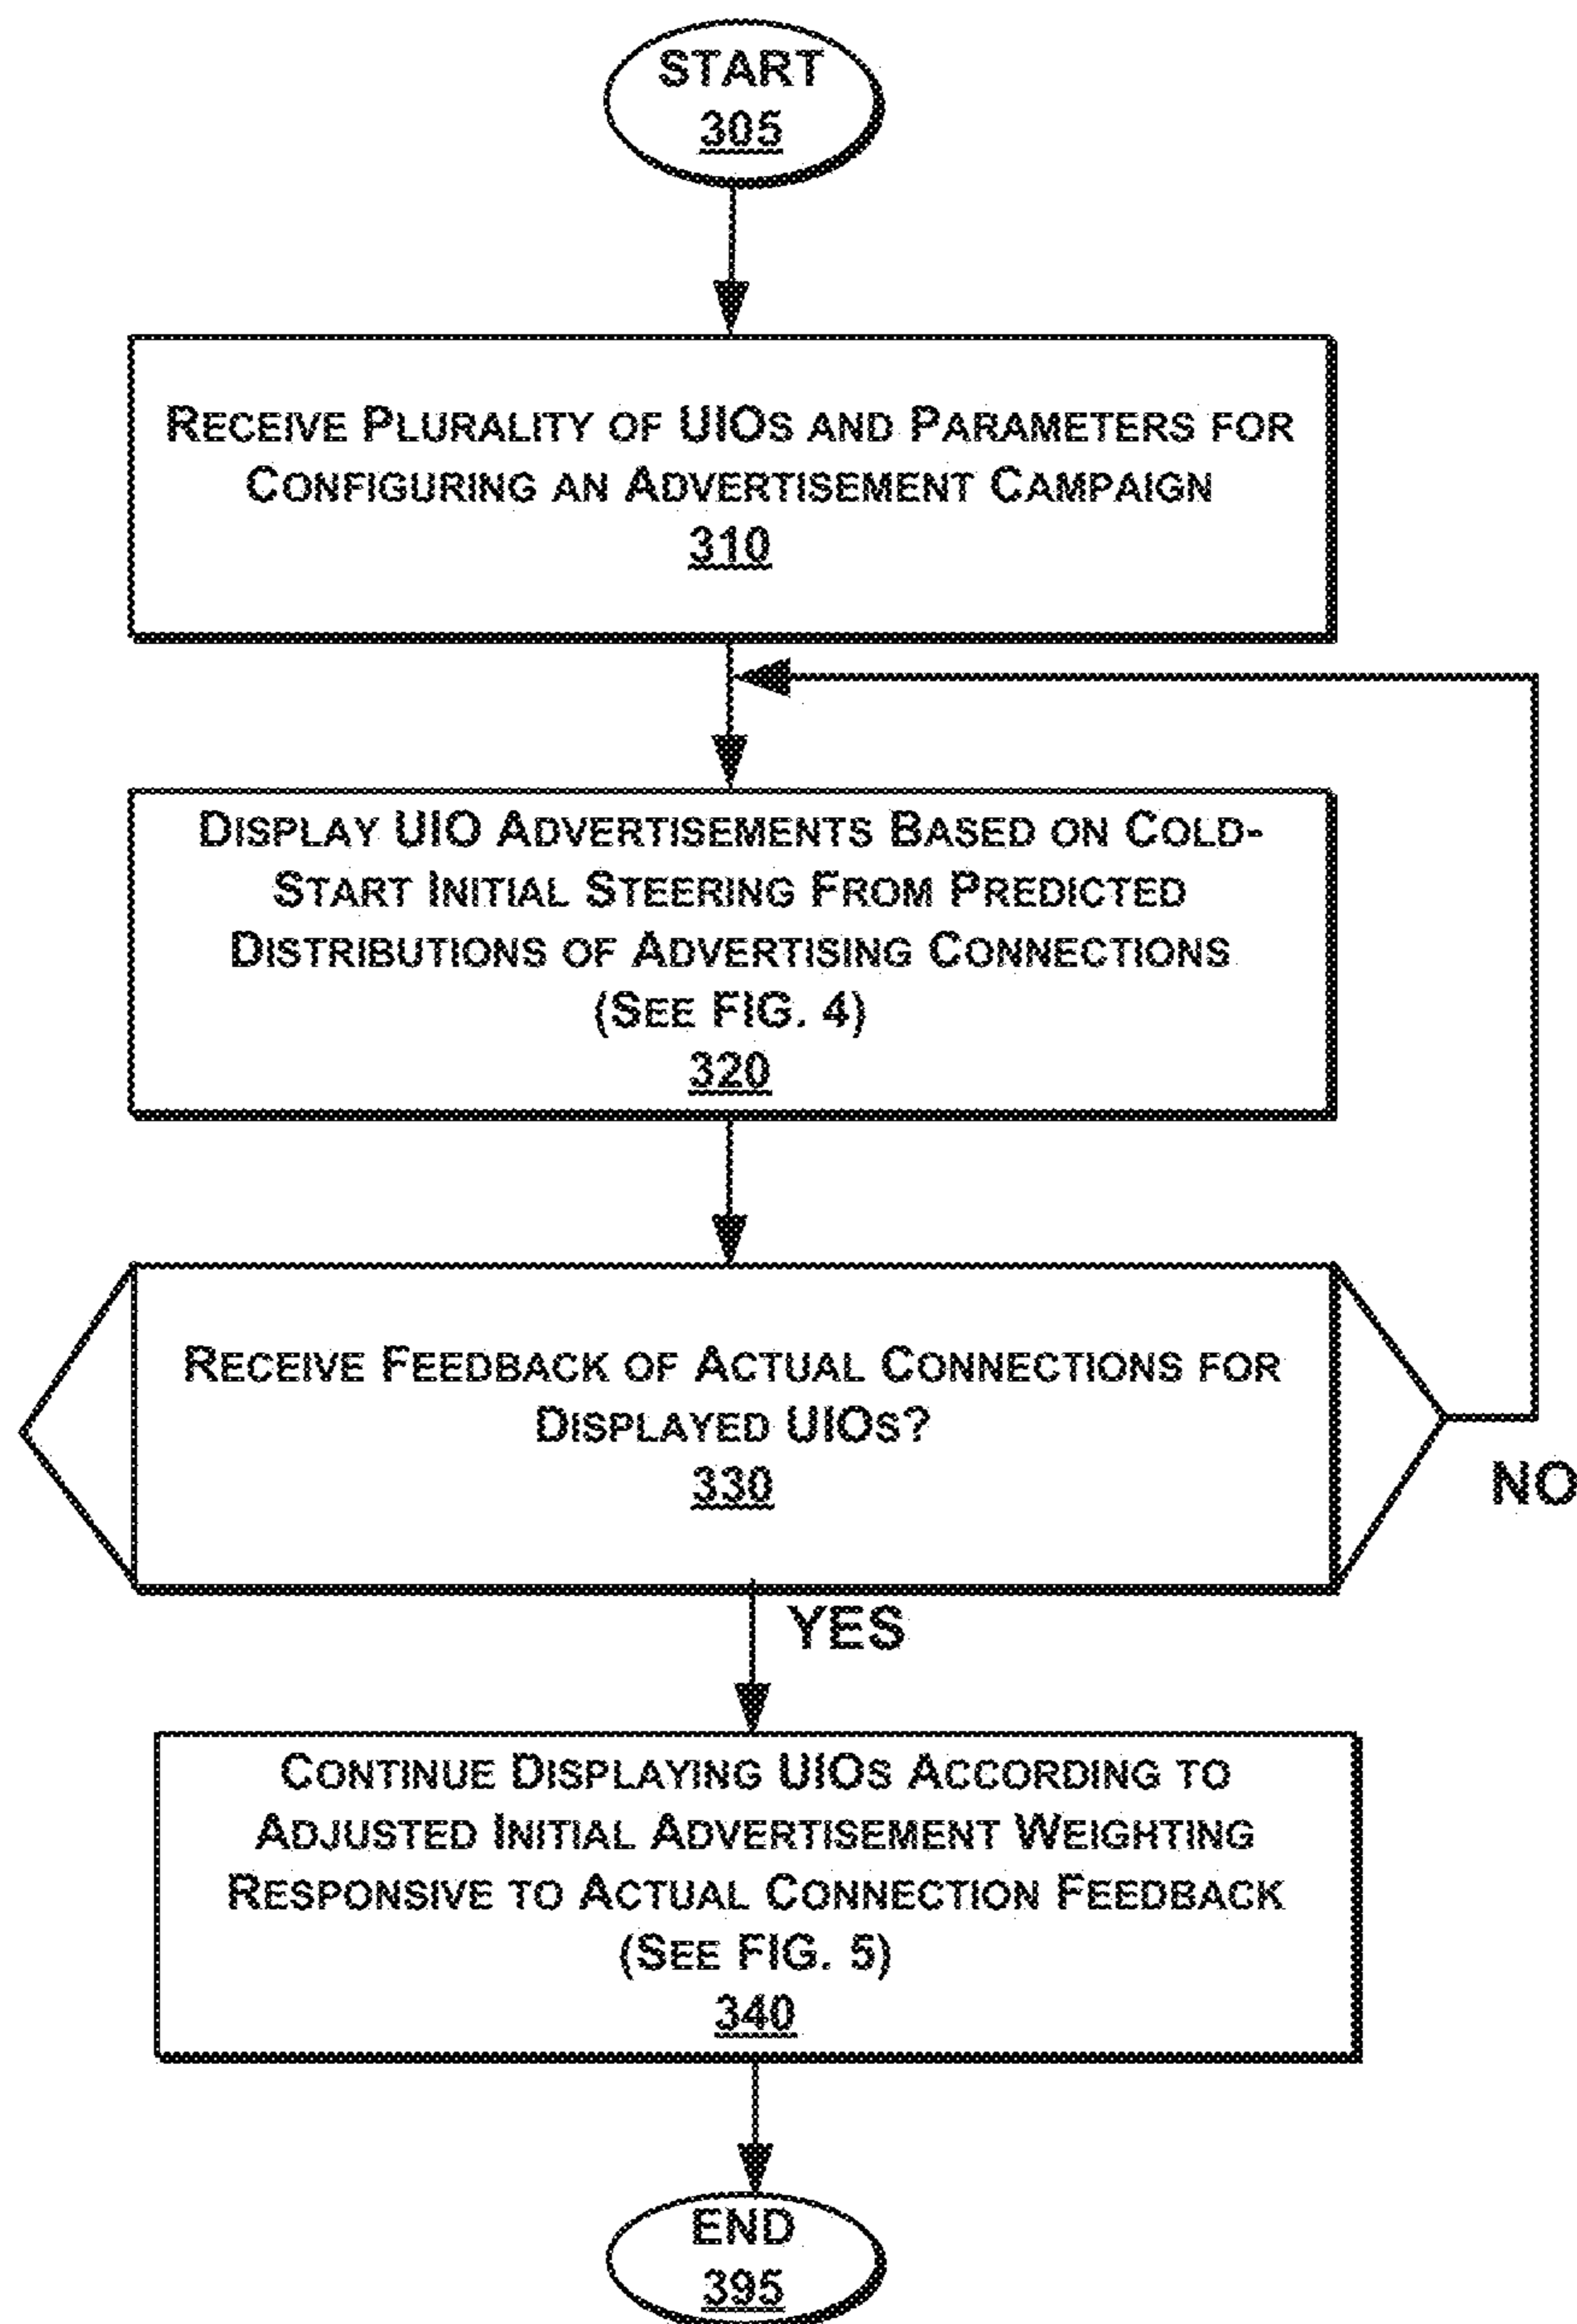 START
305
RECEIVE PLURALITY OF UIOS AND PARAMETERS FOR
CONFIGURING AN ADVERTISEMENT CAMPAIGN
310
DISPLAY UIO ADVERTISEMENTS BASED ON COLD-
START INITIAL STEERING FROM PREDICTED
DISTRIBUTIONS OF ADVERTISING CONNECTIONS
(SEE FIG. 4)
320
RECEIVE FEEDBACK OF ACTUAL CONNECTIONS FOR
DISPLAYED UIOS?
330
NO
YES
CONTINUE DISPLAYING UIOS ACCORDING TO
ADJUSTED INITIAL ADVERTISEMENT WEIGHTING
RESPONSIVE TO ACTUAL CONNECTION FEEDBACK
(SEE FIG. 5)
340
END
395